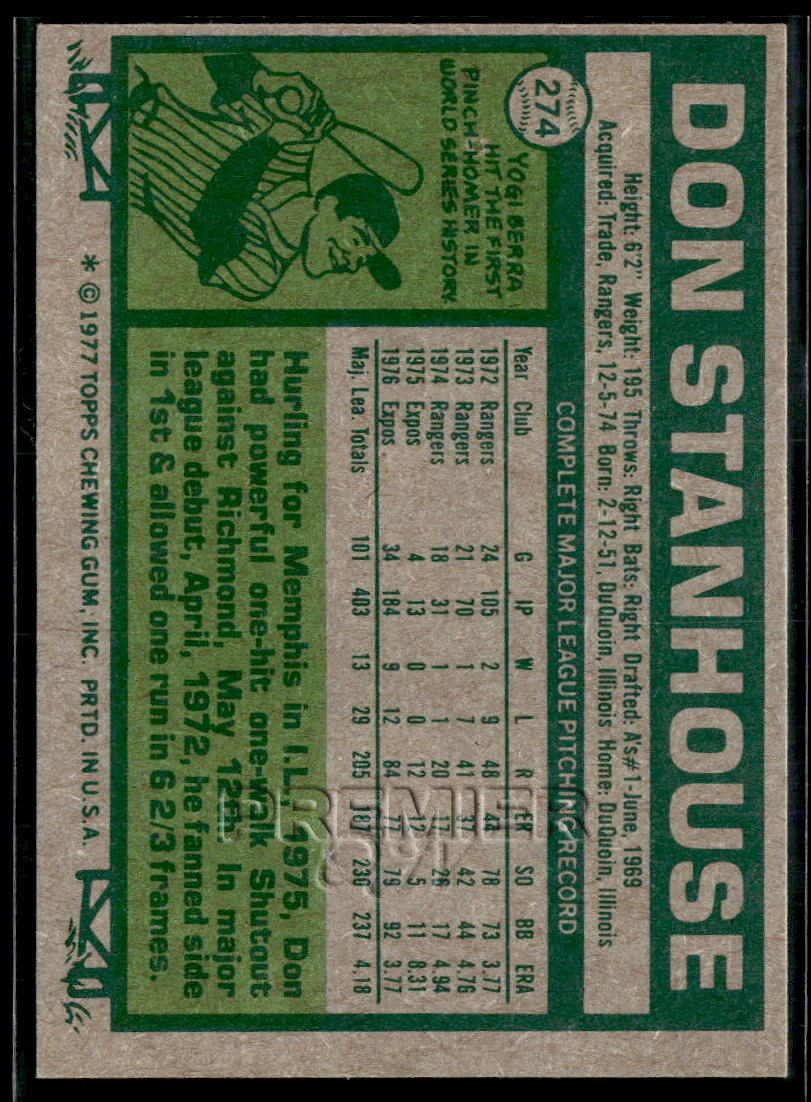 274
DON STANHOUSE
Height: 6'2" Weight: 195 Throws: Right Bats: Right Drafted: A's #1-June, 1969
Acquired: Trade, Rangers, 12-5-74 Born: 2-12-51, DuQuoin, Illinois Home: DuQuoin, Illinois
YOGI BERRA
HIT THE FIRST
PINCH-HOMER IN
WORLD SERIES HISTORY.
COMPLETE MAJOR LEAGUE PITCHING RECORD
Year Club G IP W L R ER SO BB ERA
1972 Rangers 24 105 2 9 48 44 78 73 3.77
1973 Rangers 21 70 1 7 41 37 42 44 4.76
1974 Rangers 18 31 1 1 20 17 26 17 4.94
1975 Expos 4 13 0 0 12 12 5 11 8.31
1976 Expos 34 184 9 12 84 77 79 92 3.77
Maj. Lea. Totals 101 403 13 29 205 187 230 237 4.18
Hurling for Memphis in I.L., 1975, Don
had powerful one-hit one-walk Shutout
against Richmond, May 12th. In major
league debut, April, 1972, he fanned side
in 1st & allowed one run in 6 2/3 frames.
* © 1977 TOPPS CHEWING GUM, INC. PRTD. IN U.S.A.
PREMIER